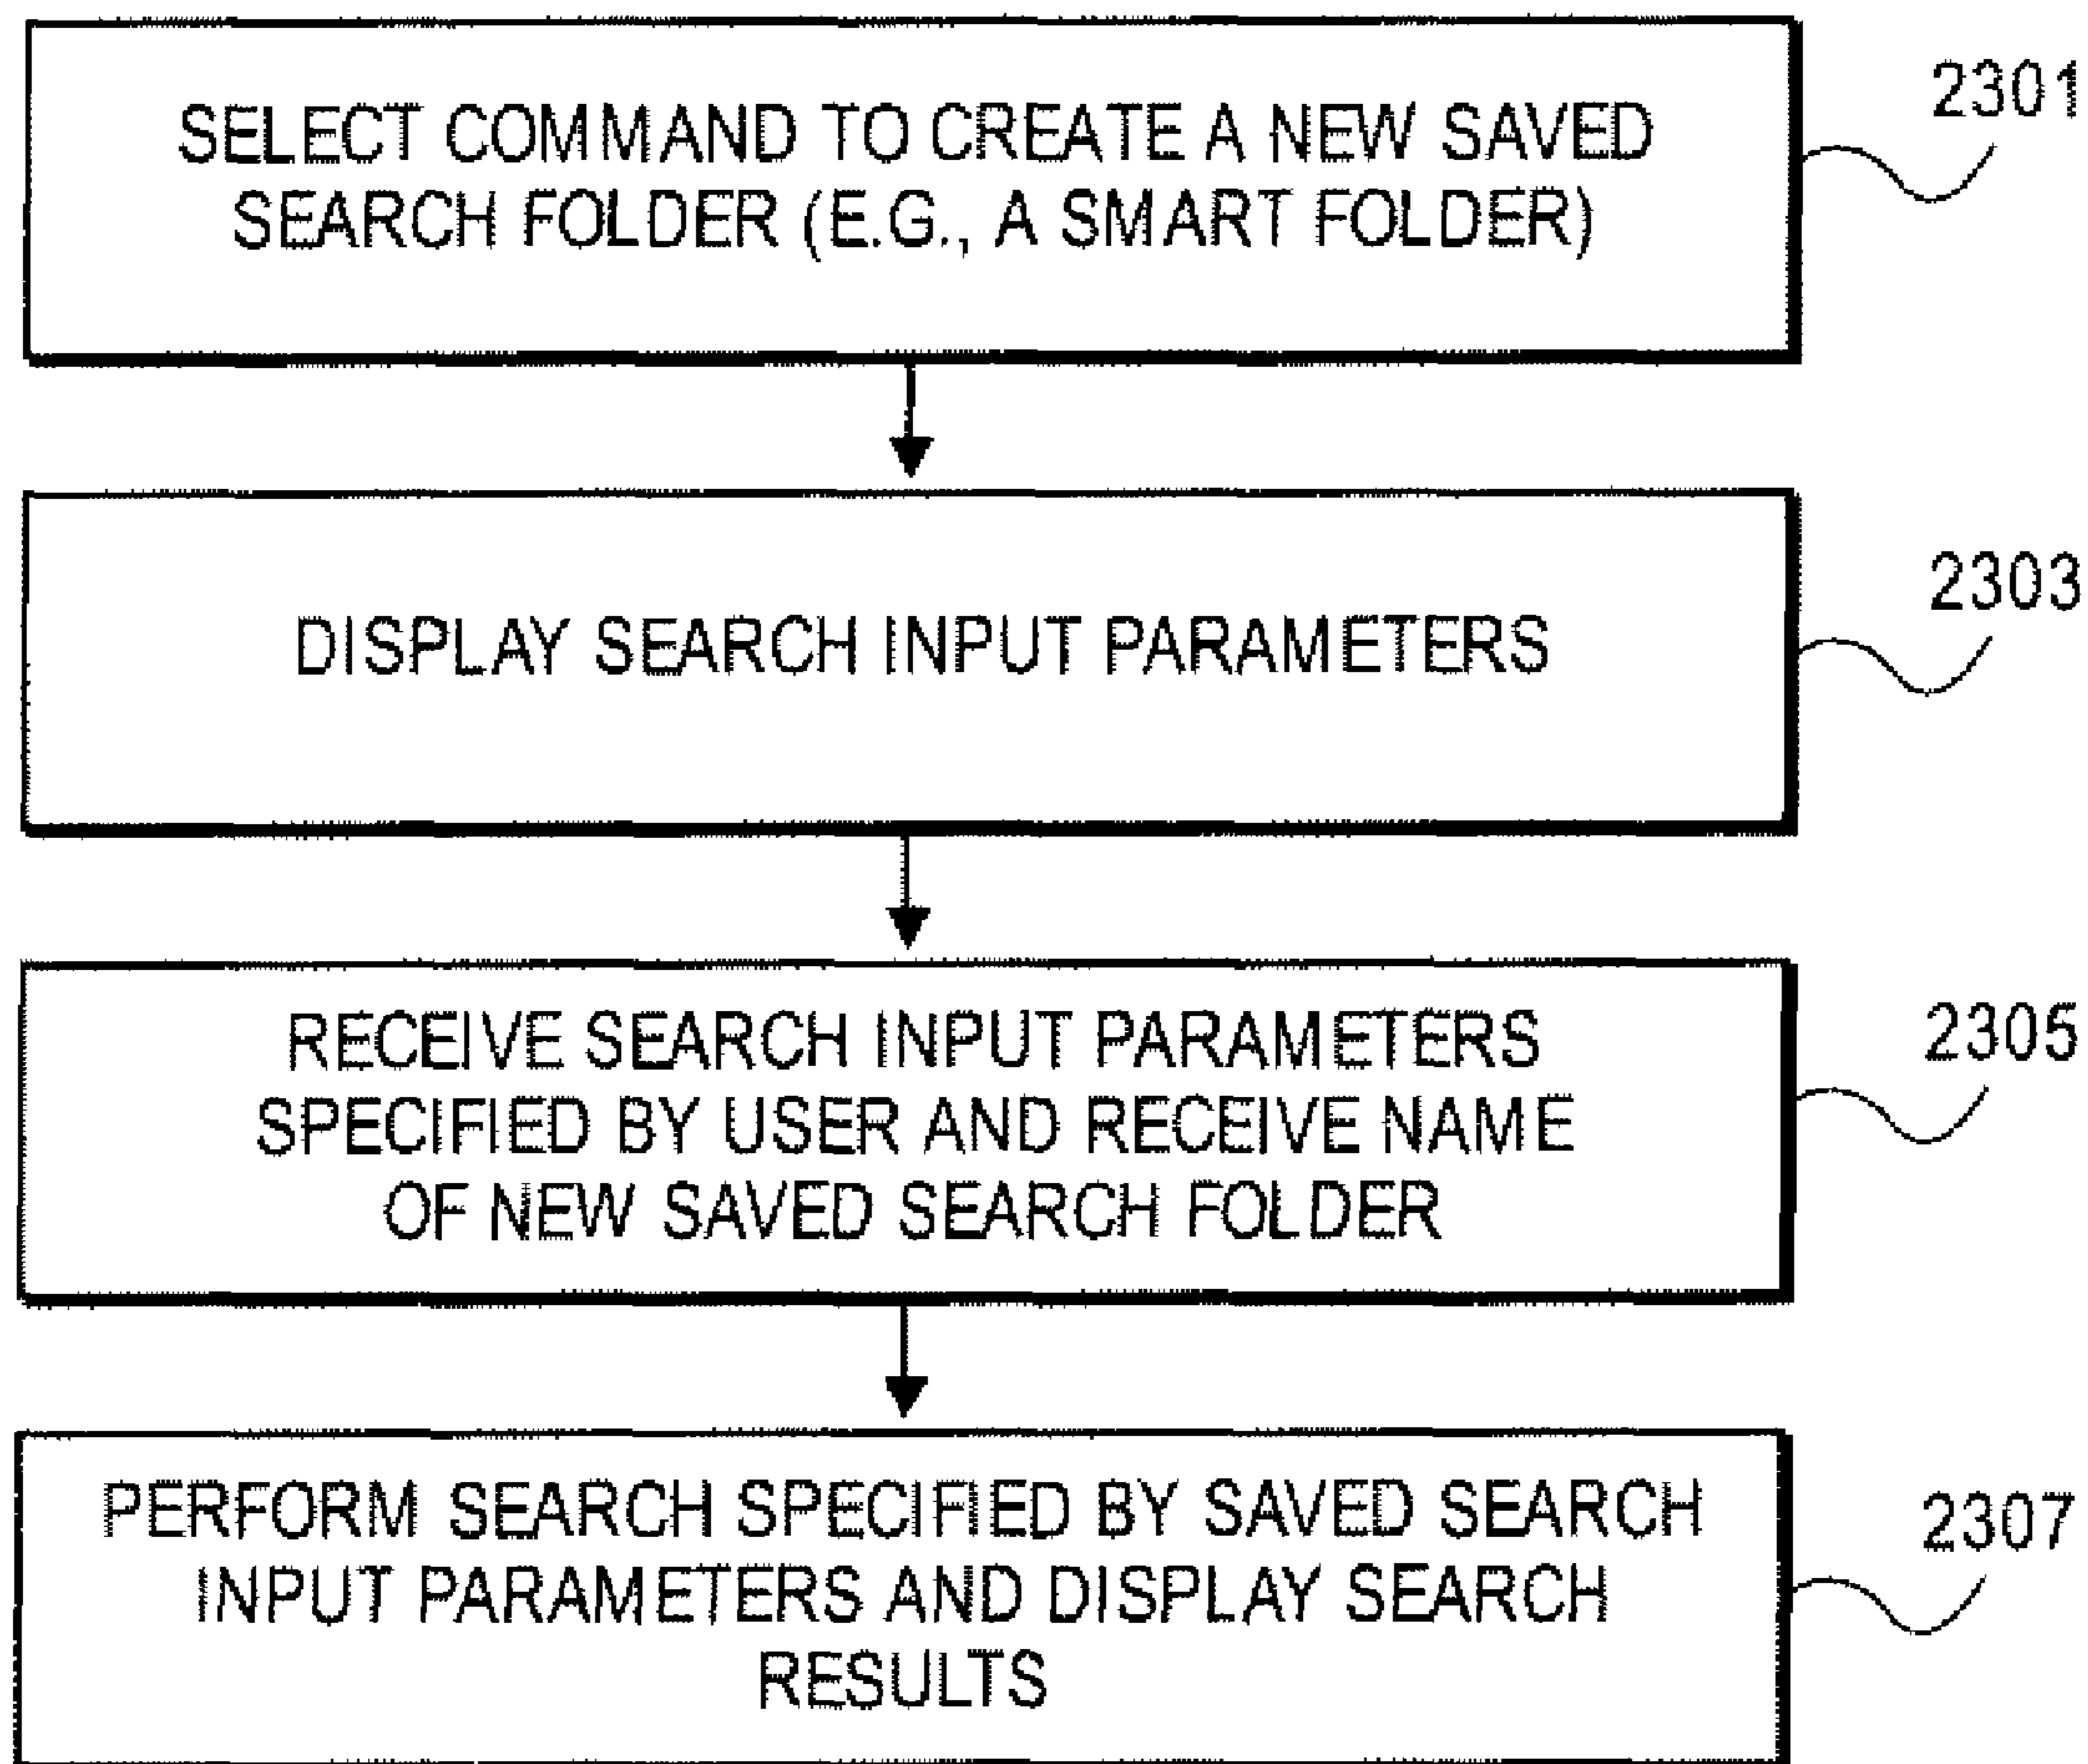 SELECT COMMAND TO CREATE A NEW SAVED
SEARCH FOLDER (E.G., A SMART FOLDER)
2301
DISPLAY SEARCH INPUT PARAMETERS
2303
RECEIVE SEARCH INPUT PARAMETERS
SPECIFIED BY USER AND RECEIVE NAME
OF NEW SAVED SEARCH FOLDER
2305
PERFORM SEARCH SPECIFIED BY SAVED SEARCH
INPUT PARAMETERS AND DISPLAY SEARCH
RESULTS
2307